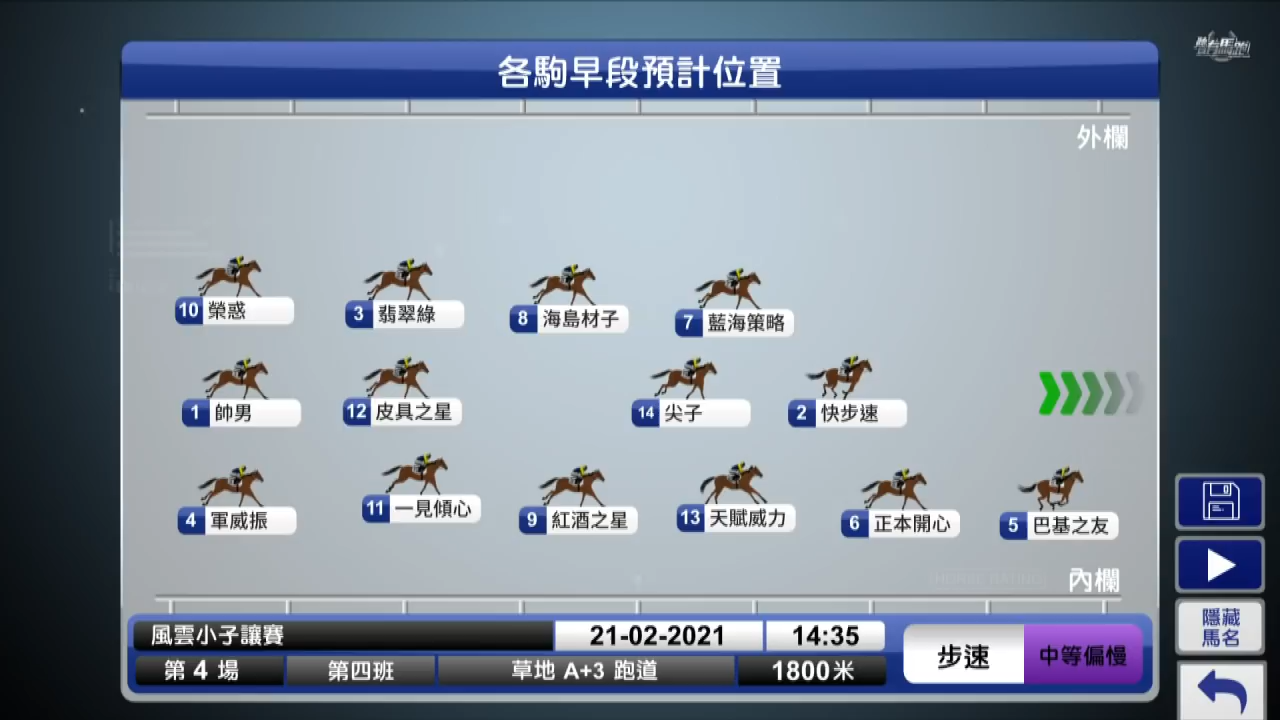 各駒早段預計位置
外欄
10 榮惑
3 翡翠綠
8 海島材子
7 藍海策略
1 帥男
12 皮具之星
14 尖子
2 快步速
4 軍威振
11 一見傾心
9 紅酒之星
13 天賦威力
6 正本開心
5 巴基之友
內欄
風雲小子讓賽 21-02-2021 14:35
第 4 場 第四班 草地 A+3 跑道 1800米
步速 中等偏慢
隱藏
馬名